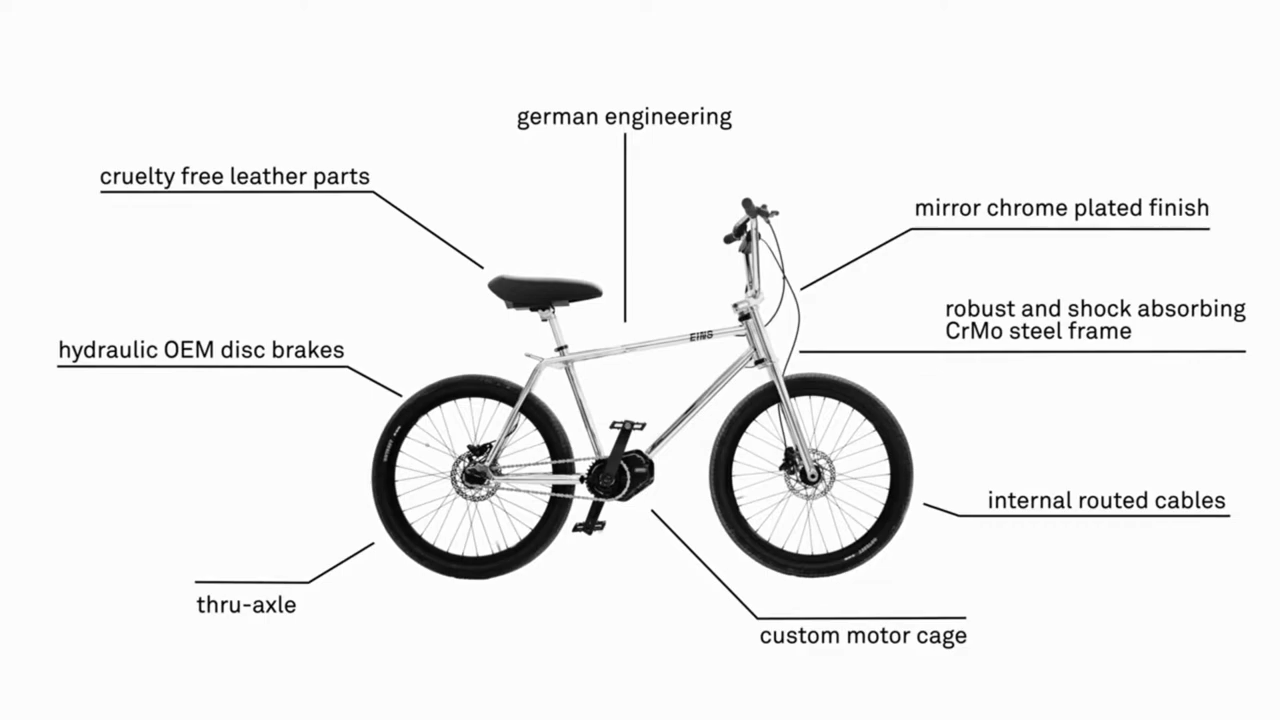 german engineering
cruelty free leather parts
mirror chrome plated finish
robust and shock absorbing
CrMo steel frame
EINS
hydraulic OEM disc brakes
internal routed cables
thru-axle
custom motor cage